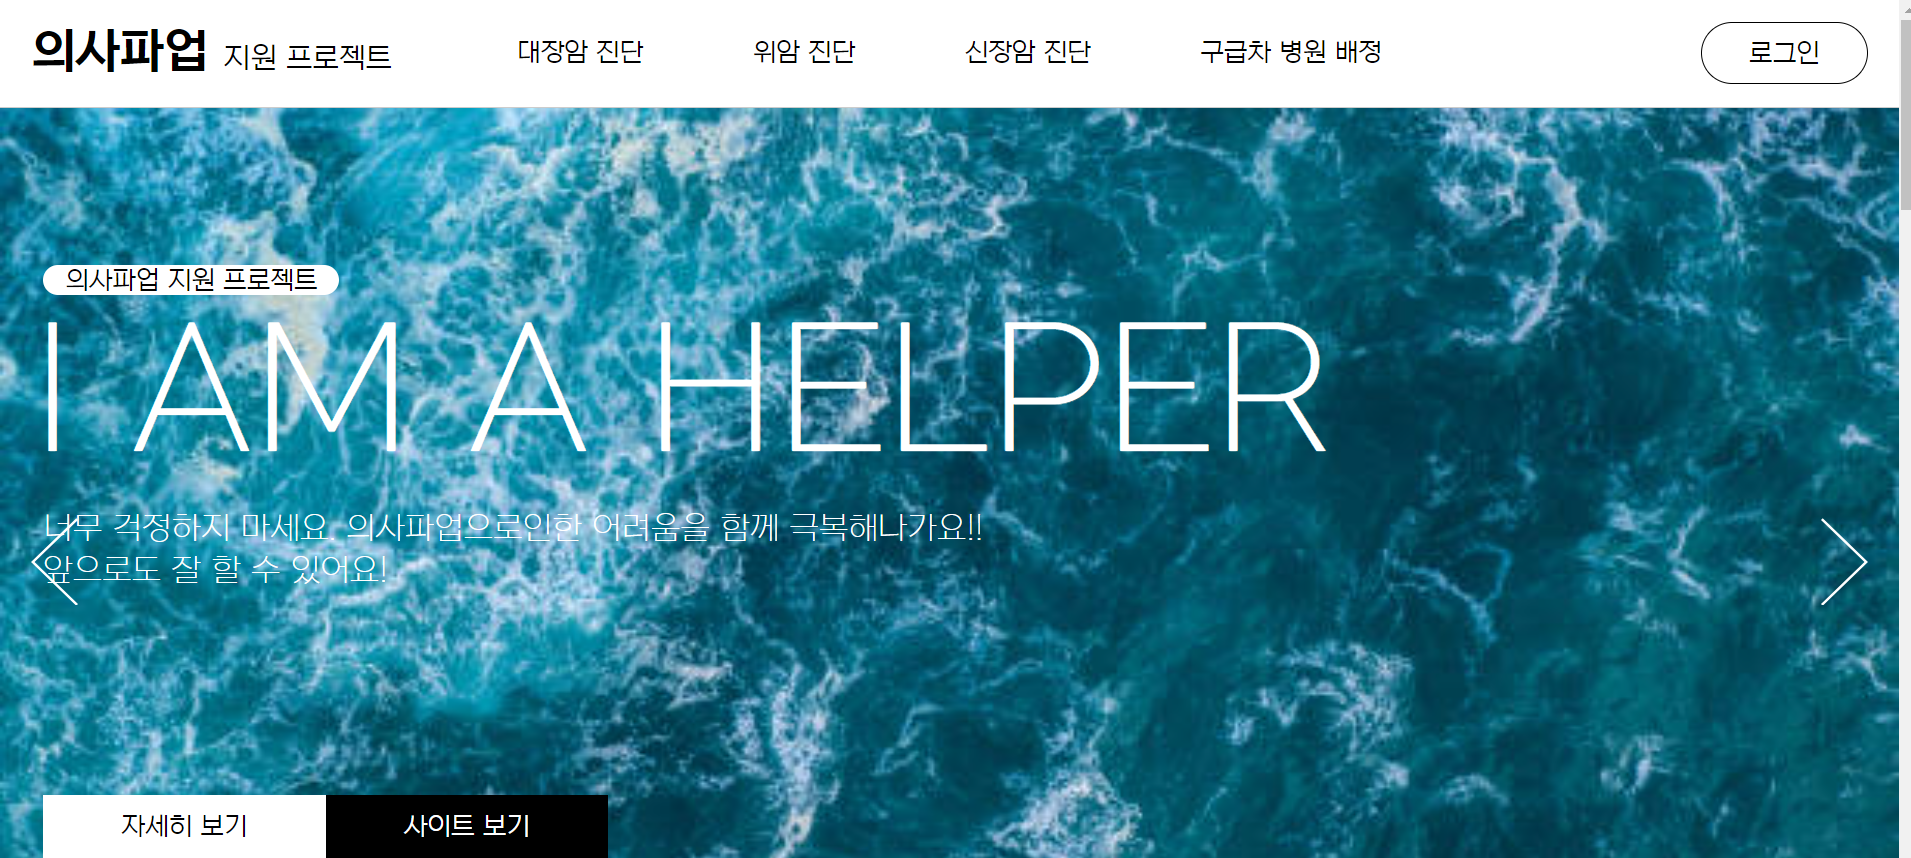 의사파업 지원 프로젝트
대장암 진단
위암 진단
신장암 진단
구급차 병원 배정
로그인
의사파업 지원 프로젝트
I AM A HELPER
너무 걱정하지 마세요. 의사파업으로인한 어려움을 함께 극복해나가요!!
앞으로도 잘 할 수 있어요!
자세히 보기
사이트 보기